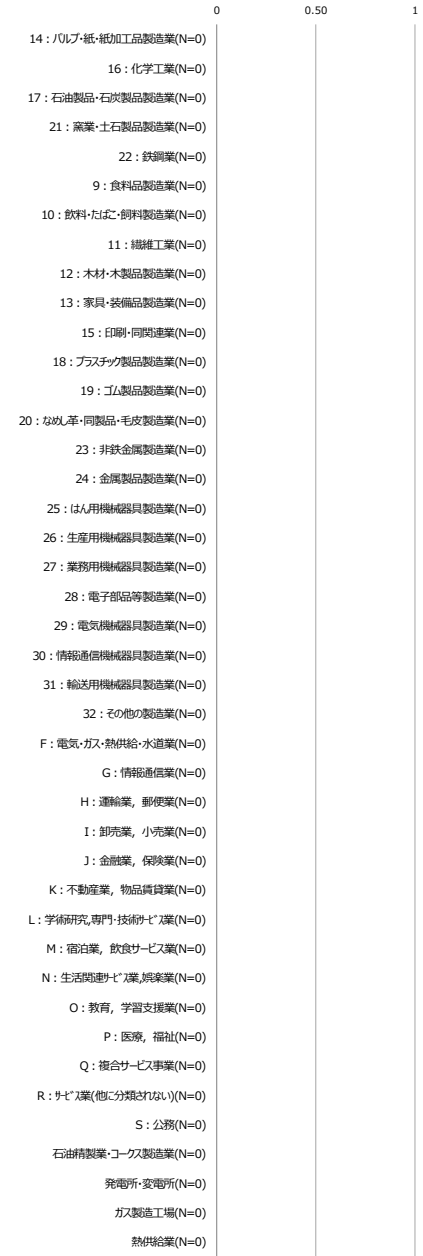 0 0.50 1
14：パルプ・紙・紙加工品製造業(N=0)
16：化学工業(N=0)
17：石油製品・石炭製品製造業(N=0)
21：窯業・土石製品製造業(N=0)
22：鉄鋼業(N=0)
9：食料品製造業(N=0)
10：飲料・たばこ・飼料製造業(N=0)
11：繊維工業(N=0)
12：木材・木製品製造業(N=0)
13：家具・装備品製造業(N=0)
15：印刷・同関連業(N=0)
18：プラスチック製品製造業(N=0)
19：ゴム製品製造業(N=0)
20：なめし革・同製品・毛皮製造業(N=0)
23：非鉄金属製造業(N=0)
24：金属製品製造業(N=0)
25：はん用機械器具製造業(N=0)
26：生産用機械器具製造業(N=0)
27：業務用機械器具製造業(N=0)
28：電子部品等製造業(N=0)
29：電気機械器具製造業(N=0)
30：情報通信機械器具製造業(N=0)
31：輸送用機械器具製造業(N=0)
32：その他の製造業(N=0)
F：電気・ガス・熱供給・水道業(N=0)
G：情報通信業(N=0)
H：運輸業，郵便業(N=0)
I：卸売業，小売業(N=0)
J：金融業，保険業(N=0)
K：不動産業，物品賃貸業(N=0)
L：学術研究,専門・技術ｻｰﾋﾞｽ業(N=0)
M：宿泊業，飲食サービス業(N=0)
N：生活関連ｻｰﾋﾞｽ業,娯楽業(N=0)
O：教育，学習支援業(N=0)
P：医療，福祉(N=0)
Q：複合サービス事業(N=0)
R：ｻｰﾋﾞｽ業(他に分類されない)(N=0)
S：公務(N=0)
石油精製業・コークス製造業(N=0)
発電所・変電所(N=0)
ガス製造工場(N=0)
熱供給業(N=0)